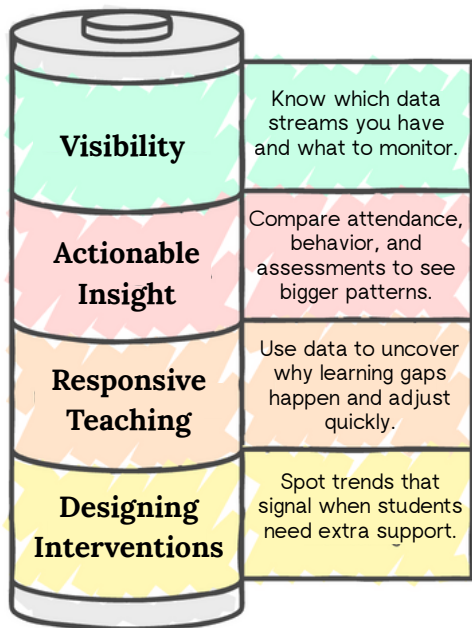 Visibility
Know which data
streams you have
and what to monitor.
Actionable
Insight
Compare attendance,
behavior, and
assessments to see
bigger patterns.
Responsive
Teaching
Use data to uncover
why learning gaps
happen and adjust
quickly.
Designing
Interventions
Spot trends that
signal when students
need extra support.